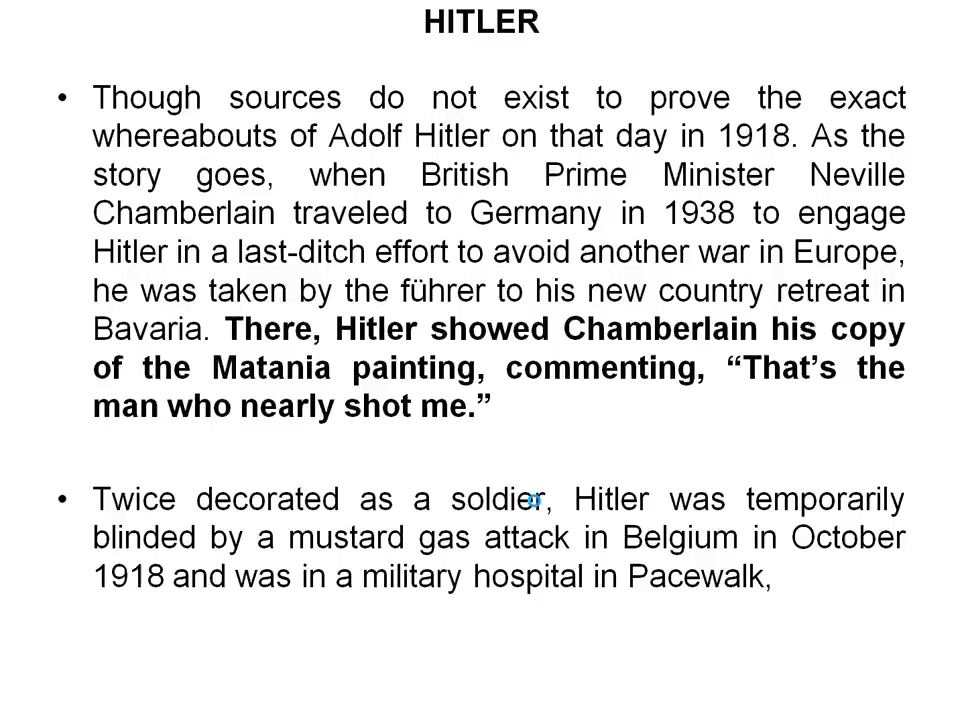 HITLER
• Though sources do not exist to prove the exact
whereabouts of Adolf Hitler on that day in 1918. As the
story goes, when British Prime Minister Neville
Chamberlain traveled to Germany in 1938 to engage
Hitler in a last-ditch effort to avoid another war in Europe,
he was taken by the führer to his new country retreat in
Bavaria. There, Hitler showed Chamberlain his copy
of the Matania painting, commenting, “That’s the
man who nearly shot me.”
• Twice decorated as a soldier, Hitler was temporarily
blinded by a mustard gas attack in Belgium in October
1918 and was in a military hospital in Pacewalk,